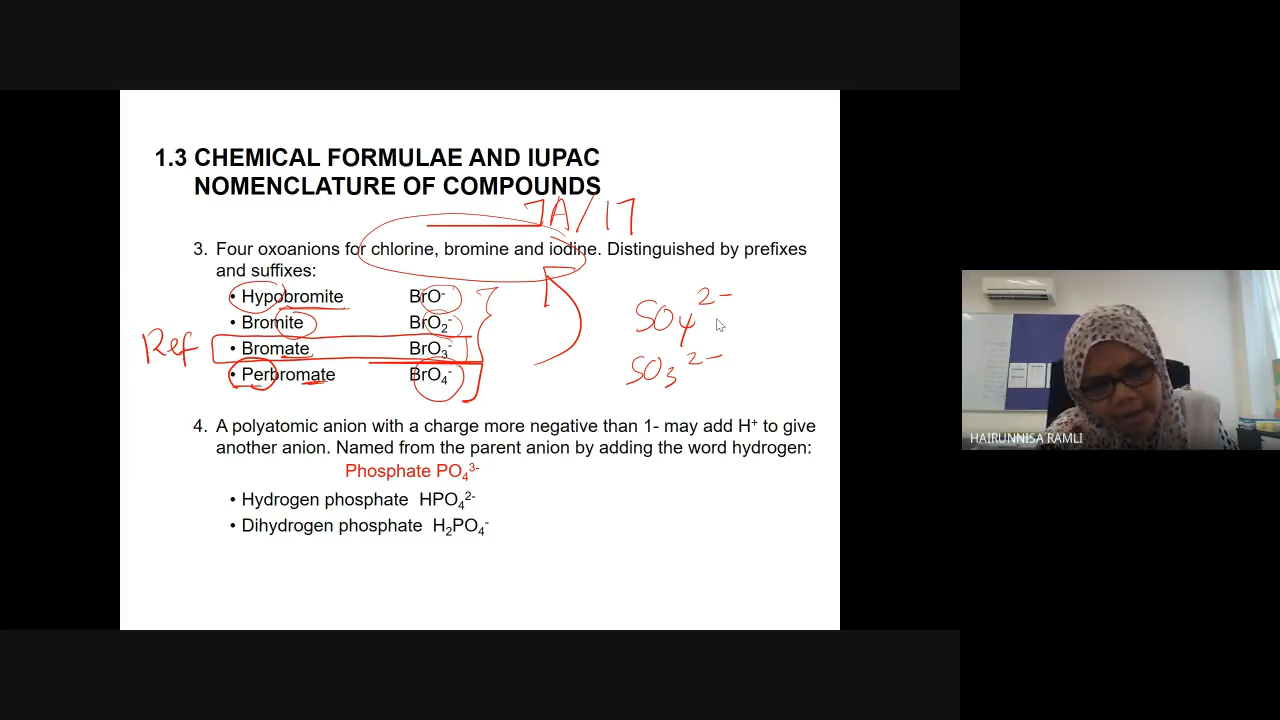 1.3 CHEMICAL FORMULAE AND IUPAC
NOMENCLATURE OF COMPOUNDS
7A/17
3. Four oxoanions for chlorine, bromine and iodine. Distinguished by prefixes
and suffixes:
• Hypobromite BrO⁻
• Bromite BrO₂⁻
Ref • Bromate BrO₃⁻
• Perbromate BrO₄⁻
SO₄²⁻
SO₃²⁻
4. A polyatomic anion with a charge more negative than 1- may add H⁺ to give
another anion. Named from the parent anion by adding the word hydrogen:
Phosphate PO₄³⁻
• Hydrogen phosphate HPO₄²⁻
• Dihydrogen phosphate H₂PO₄⁻
HAIRUNNISA RAMLI